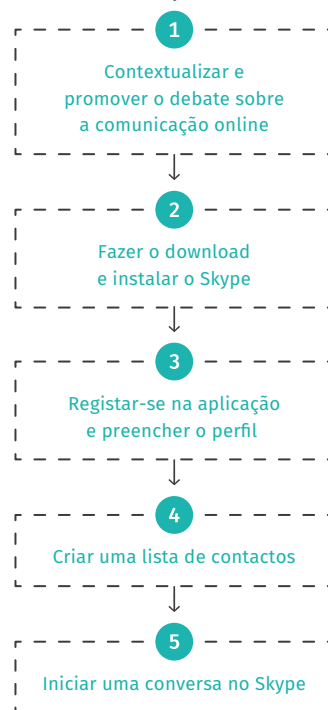 1
Contextualizar e
promover o debate sobre
a comunicação online
2
Fazer o download
e instalar o Skype
3
Registar-se na aplicação
e preencher o perfil
4
Criar uma lista de contactos
5
Iniciar uma conversa no Skype